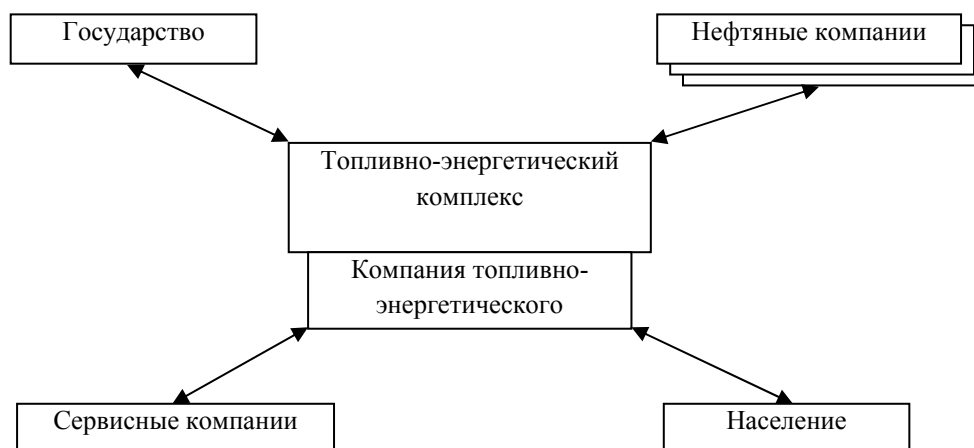 Государство
Нефтяные компании
Топливно-энергетический
комплекс
Компания топливно-
энергетического
Сервисные компании
Население